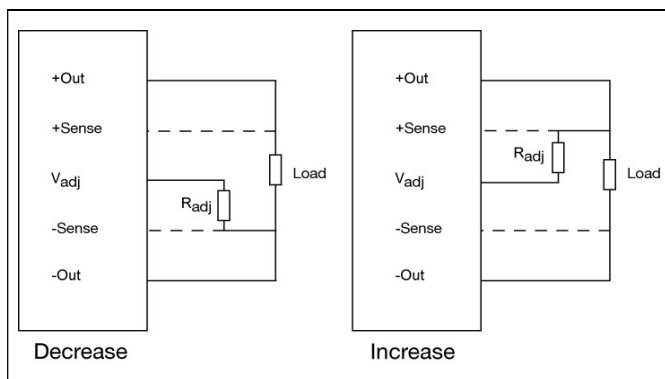 +Out
+Sense
Vadj
Radj
Load
-Sense
-Out
Decrease
+Out
+Sense
Radj
Vadj
Load
-Sense
-Out
Increase